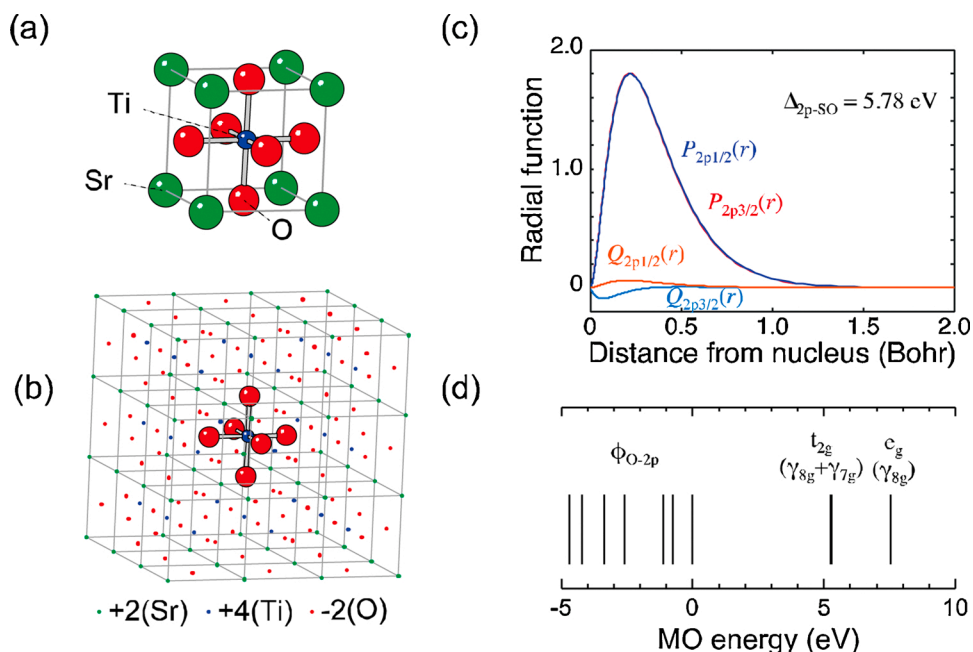 (a)
Ti
Sr
O
(b)
•+2(Sr) •+4(Ti) •-2(O)
(c)
2.0
1.0
0
Radial function
Δ2p-SO = 5.78 eV
P2p1/2(r)
P2p3/2(r)
Q2p1/2(r)
Q2p3/2(r)
0 0.5 1.0 1.5 2.0
Distance from nucleus (Bohr)
(d)
ϕO-2p
t2g
(γ8g+γ7g)
eg
(γ8g)
-5 0 5 10
MO energy (eV)